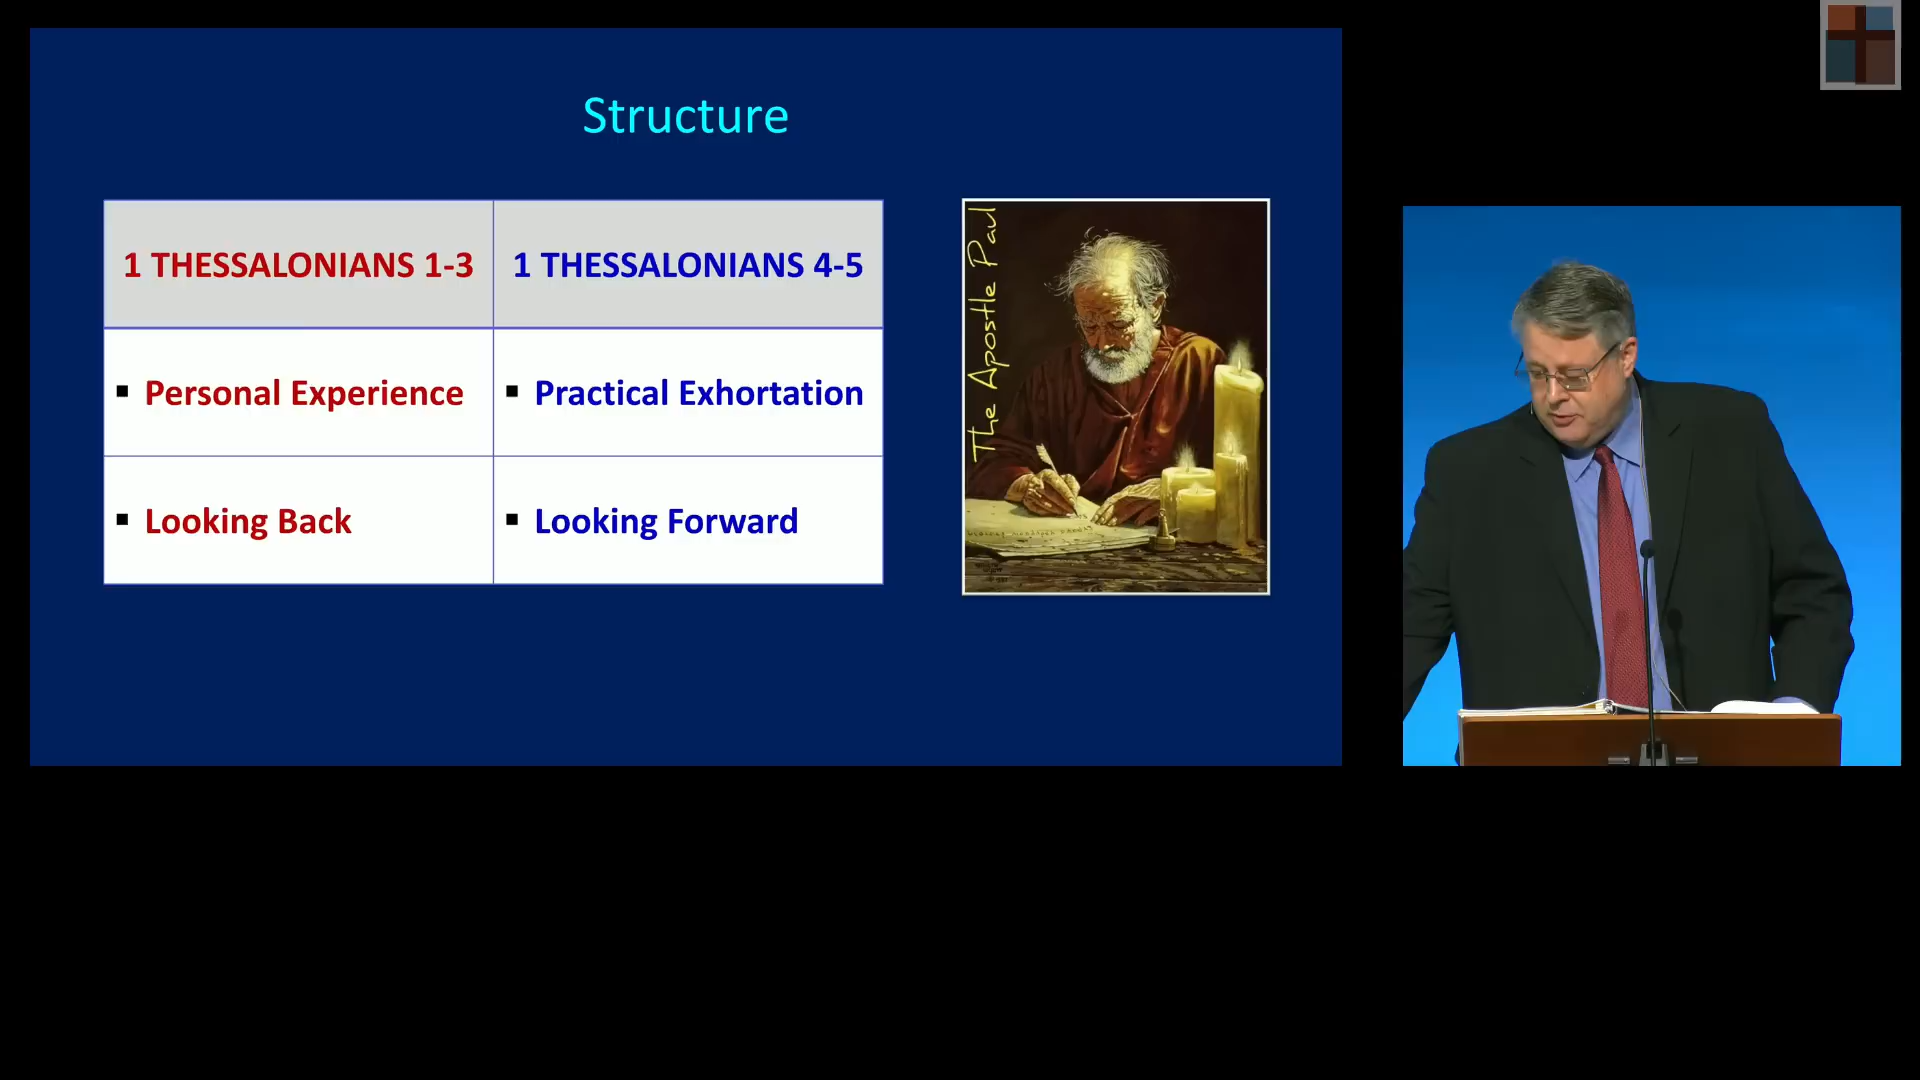 Structure
1 THESSALONIANS 1-3
1 THESSALONIANS 4-5
▪ Personal Experience
▪ Practical Exhortation
▪ Looking Back
▪ Looking Forward
The Apostle Paul